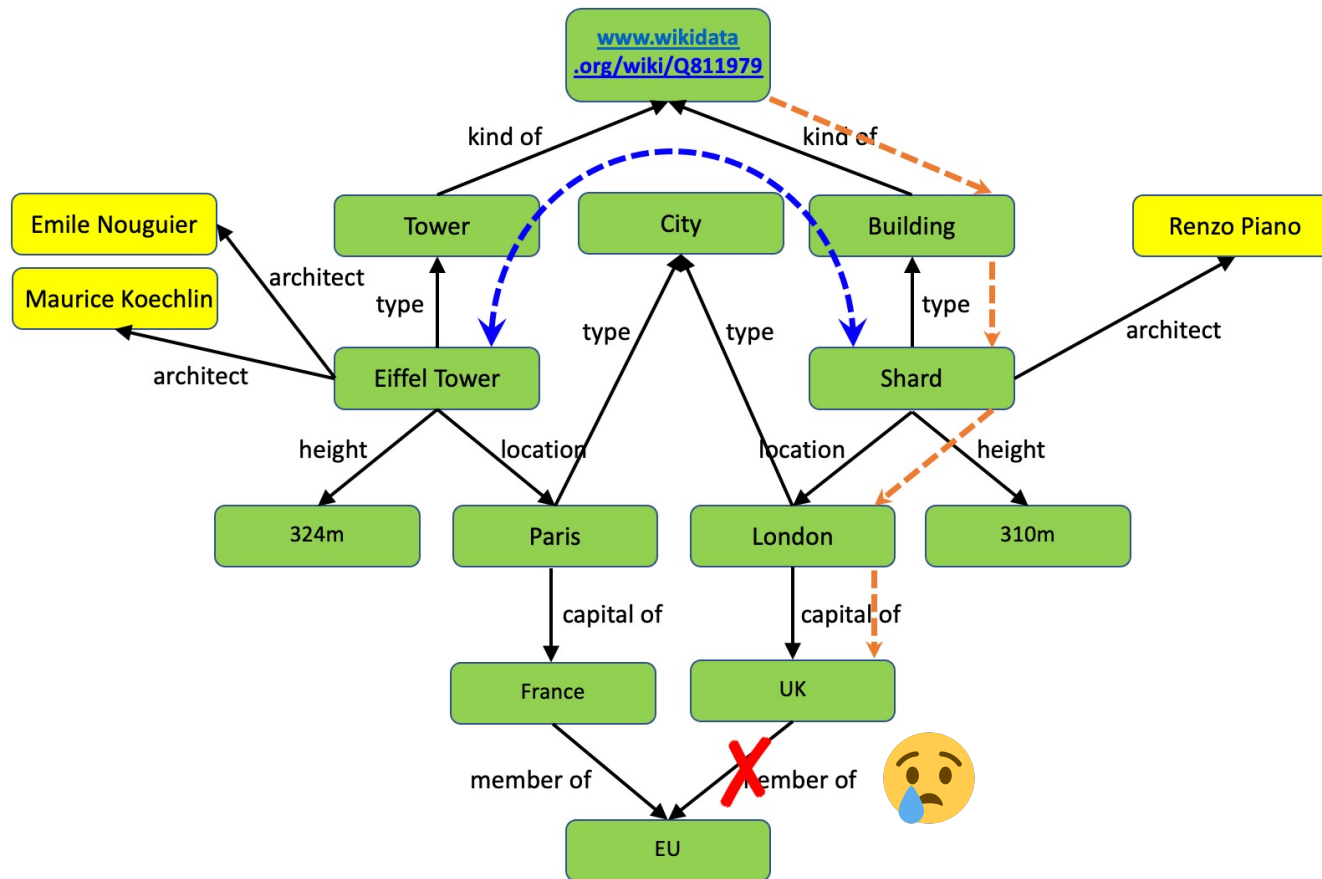 www.wikidata
.org/wiki/Q811979
kind of
kind of
Emile Nouguier
Tower
City
Building
Renzo Piano
Maurice Koechlin
architect
type
type
type
type
architect
architect
Eiffel Tower
Shard
height
location
location
height
324m
Paris
London
310m
capital of
capital of
France
UK
member of
member of
EU